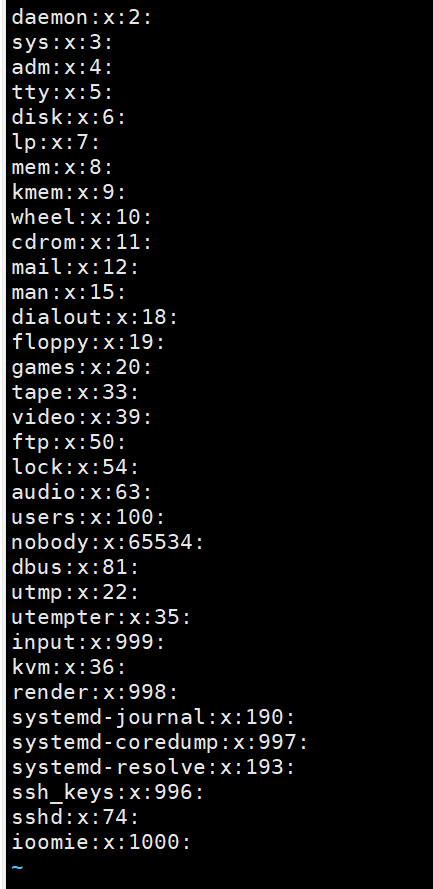 daemon:x:2:
sys:x:3:
adm:x:4:
tty:x:5:
disk:x:6:
lp:x:7:
mem:x:8:
kmem:x:9:
wheel:x:10:
cdrom:x:11:
mail:x:12:
man:x:15:
dialout:x:18:
floppy:x:19:
games:x:20:
tape:x:33:
video:x:39:
ftp:x:50:
lock:x:54:
audio:x:63:
users:x:100:
nobody:x:65534:
dbus:x:81:
utmp:x:22:
utempter:x:35:
input:x:999:
kvm:x:36:
render:x:998:
systemd-journal:x:190:
systemd-coredump:x:997:
systemd-resolve:x:193:
ssh_keys:x:996:
sshd:x:74:
ioomie:x:1000:
~